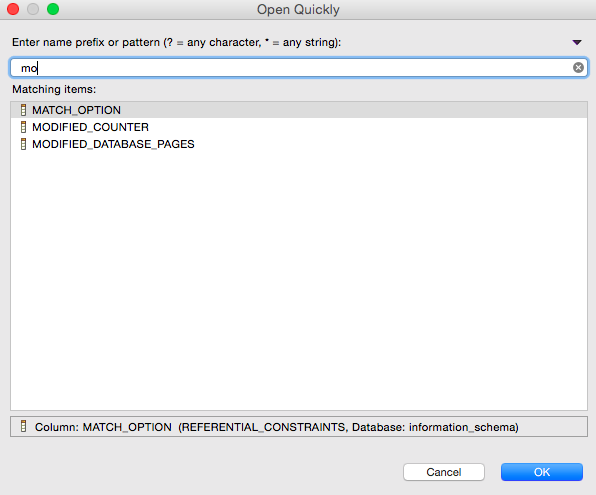 Open Quickly
Enter name prefix or pattern (? = any character, * = any string):
mo
Matching items:
MATCH_OPTION
MODIFIED_COUNTER
MODIFIED_DATABASE_PAGES
Column: MATCH_OPTION (REFERENTIAL_CONSTRAINTS, Database: information_schema)
Cancel OK